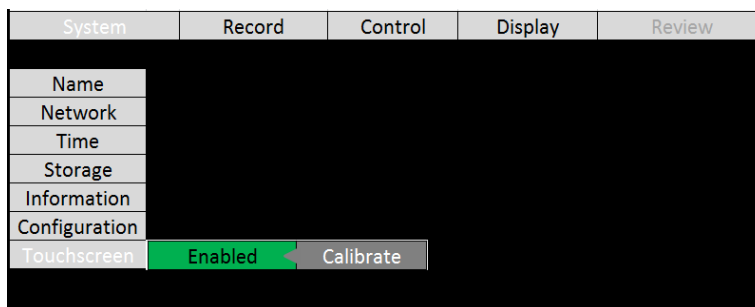 System Record Control Display Review
Name
Network
Time
Storage
Information
Configuration
Touchscreen Enabled Calibrate